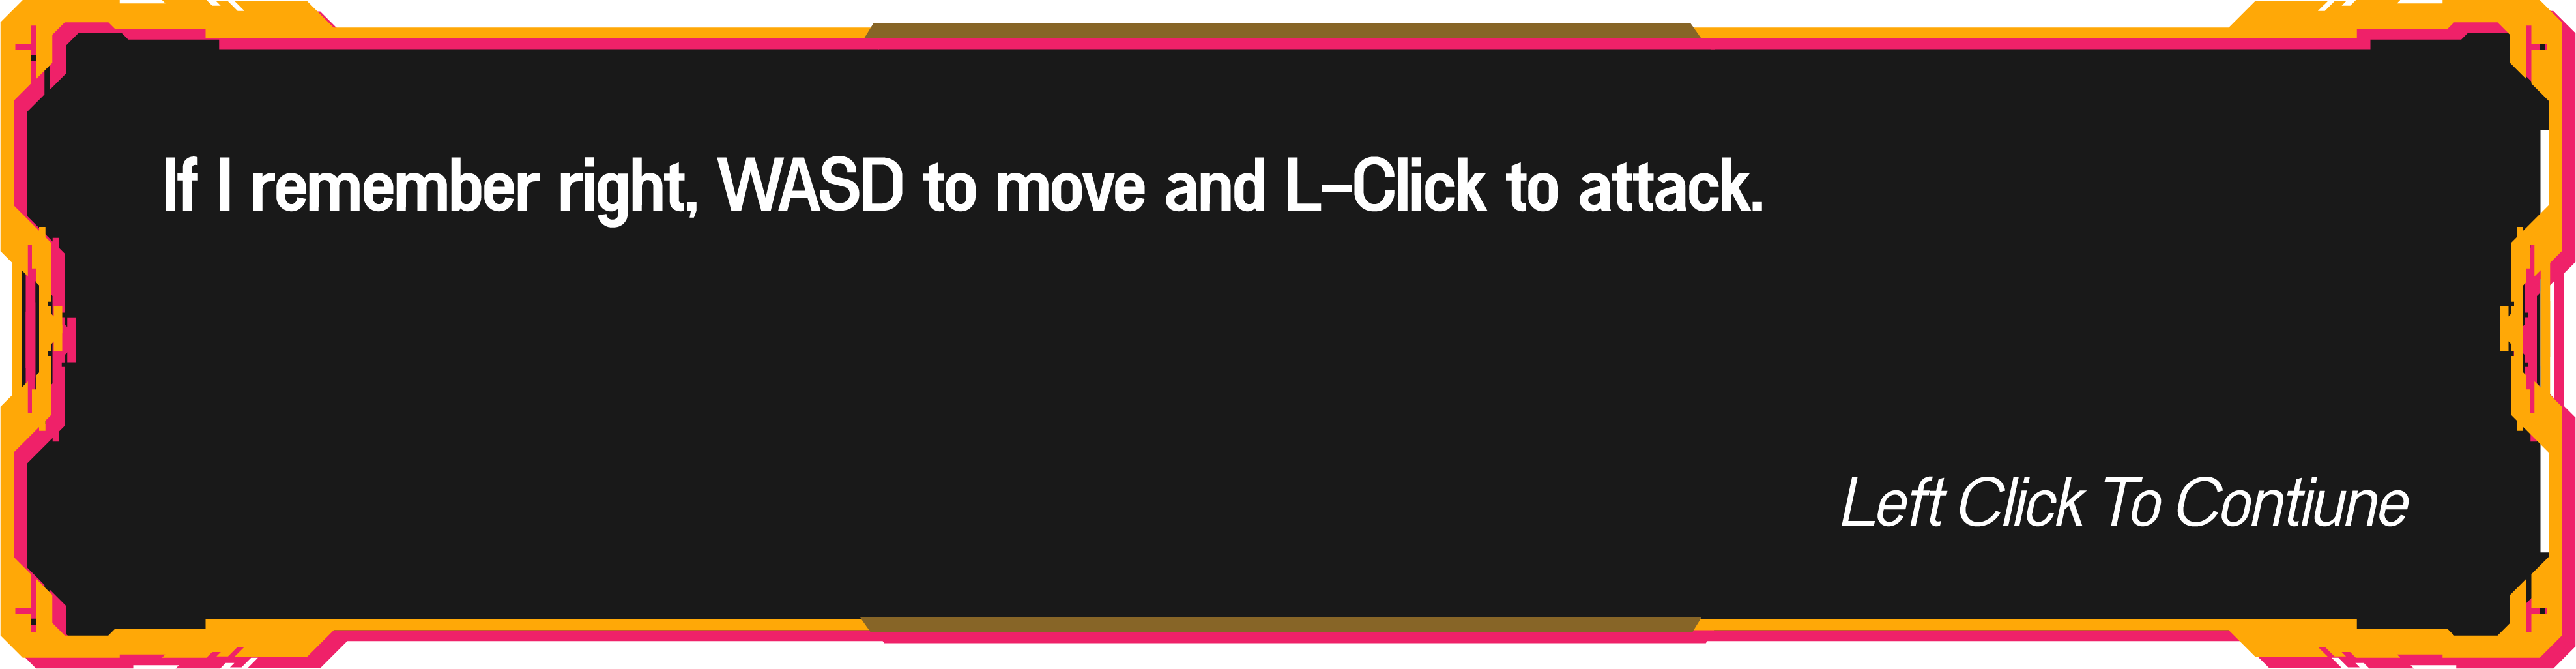 If I remember right, WASD to move and L-Click to attack.
Left Click To Contiune